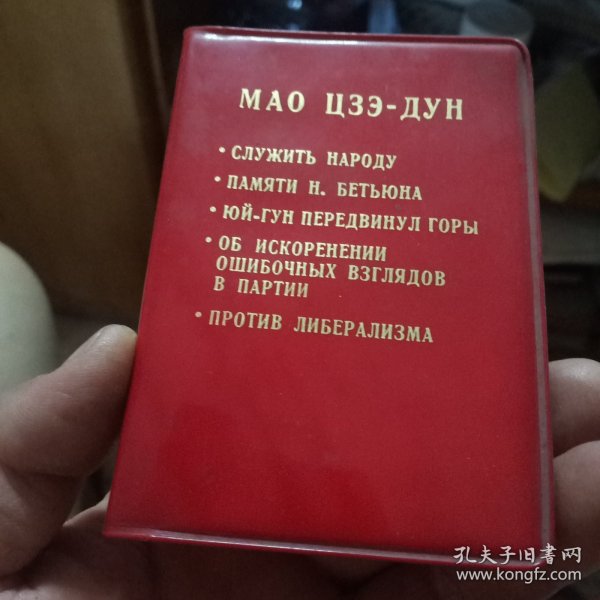 МАО ЦЗЭ-ДУН
• СЛУЖИТЬ НАРОДУ
• ПАМЯТИ Н. БЕТЬЮНА
• ЮЙ-ГУН ПЕРЕДВИНУЛ ГОРЫ
• ОБ ИСКОРЕНЕНИИ
ОШИБОЧНЫХ ВЗГЛЯДОВ
В ПАРТИИ
• ПРОТИВ ЛИБЕРАЛИЗМА
孔夫子旧书网
www.kongfz.com